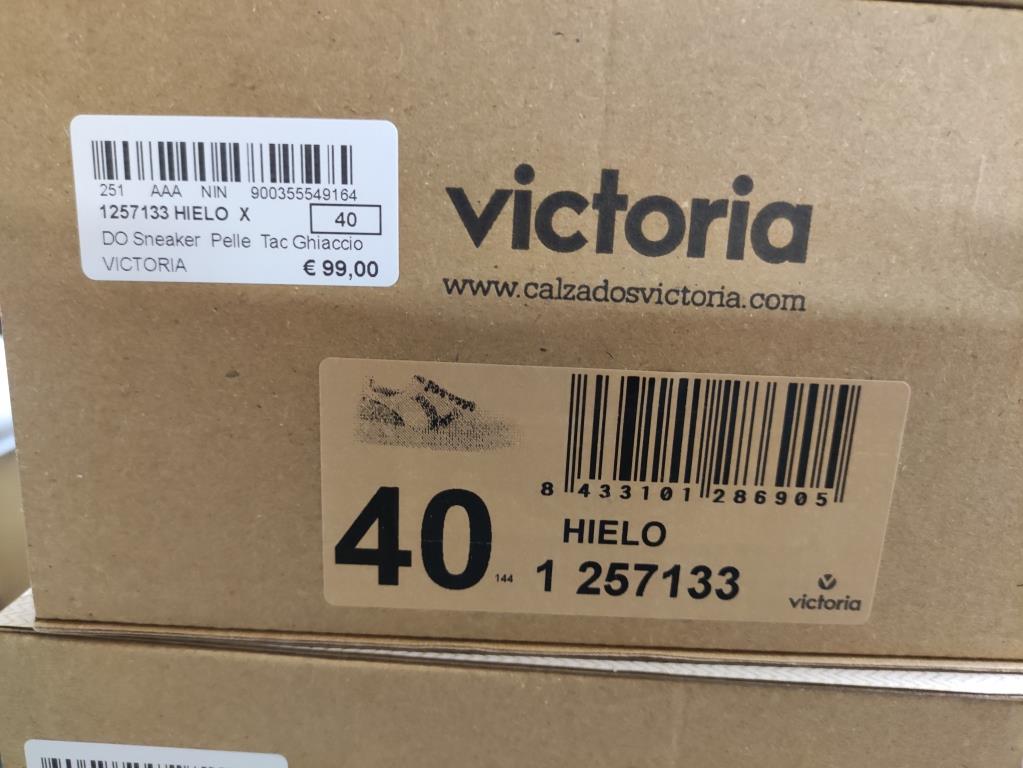 251 AAA NIN 900355549164
1257133 HIELO X 40
DO Sneaker Pelle Tac Ghiaccio
VICTORIA € 99,00
victoria
www.calzadosvictoria.com
8 433101 286905
HIELO
40 144 1 257133
victoria